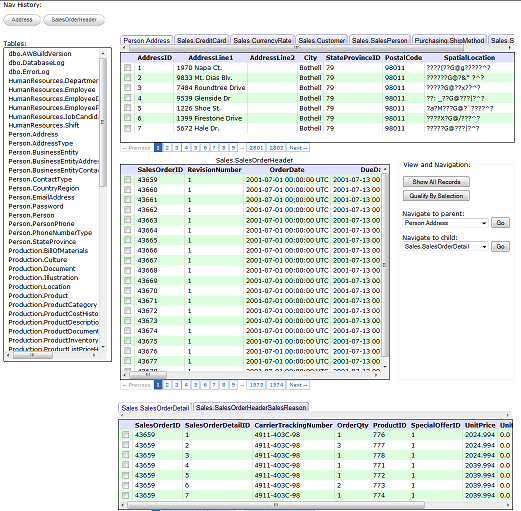 Nav History:
Address SalesOrderHeader
Tables:
dbo.AWBuildVersion
dbo.DatabaseLog
dbo.ErrorLog
HumanResources.Departmen
HumanResources.Employee
HumanResources.EmployeeD
HumanResources.EmployeeP
HumanResources.JobCandid
HumanResources.Shift
Person.Address
Person.AddressType
Person.BusinessEntity
Person.BusinessEntityAddres
Person.BusinessEntityContac
Person.ContactType
Person.CountryRegion
Person.EmailAddress
Person.Password
Person.Person
Person.PersonPhone
Person.PhoneNumberType
Person.StateProvince
Production.BillOfMaterials
Production.Culture
Production.Document
Production.Illustration
Production.Location
Production.Product
Production.ProductCategory
Production.ProductCostHisto
Production.ProductDescriptio
Production.ProductDocument
Production.ProductInventory
Production.ProductListPriceH
Person.Address Sales.CreditCard Sales.CurrencyRate Sales.Customer Sales.SalesPerson Purchasing.ShipMethod Sales.S
AddressID AddressLine1 AddressLine2 City StateProvinceID PostalCode SpatialLocation
1 1970 Napa Ct. Bothell 79 98011
2 9833 Mt. Dias Blv. Bothell 79 98011
3 7484 Roundtree Drive Bothell 79 98011
4 9539 Glenside Dr Bothell 79 98011
5 1226 Shoe St. Bothell 79 98011
6 1399 Firestone Drive Bothell 79 98011
7 5672 Hale Dr. Bothell 79 98011
← Previous 1 2 3 4 5 6 7 8 9 ... 2801 2802 Next →
Sales.SalesOrderHeader
SalesOrderID RevisionNumber OrderDate DueDa
43659 1 2001-07-01 00:00:00 UTC 2001-07-13 00
43660 1 2001-07-01 00:00:00 UTC 2001-07-13 00
43661 1 2001-07-01 00:00:00 UTC 2001-07-13 00
43662 1 2001-07-01 00:00:00 UTC 2001-07-13 00
43663 1 2001-07-01 00:00:00 UTC 2001-07-13 00
43664 1 2001-07-01 00:00:00 UTC 2001-07-13 00
43665 1 2001-07-01 00:00:00 UTC 2001-07-13 00
43666 1 2001-07-01 00:00:00 UTC 2001-07-13 00
43667 1 2001-07-01 00:00:00 UTC 2001-07-13 00
43668 1 2001-07-01 00:00:00 UTC 2001-07-13 00
43669 1 2001-07-01 00:00:00 UTC 2001-07-13 00
43670 1 2001-07-01 00:00:00 UTC 2001-07-13 00
43671 1 2001-07-01 00:00:00 UTC 2001-07-13 00
43672 1 2001-07-01 00:00:00 UTC 2001-07-13 00
43673 1 2001-07-01 00:00:00 UTC 2001-07-13 00
43674 1 2001-07-01 00:00:00 UTC 2001-07-13 00
43675 1 2001-07-01 00:00:00 UTC 2001-07-13 00
43676 1 2001-07-01 00:00:00 UTC 2001-07-13 00
43677 1 2001-07-01 00:00:00 UTC 2001-07-13 00
43678 1 2001-07-01 00:00:00 UTC 2001-07-13 00
← Previous 1 2 3 4 5 6 7 8 9 ... 1573 1574 Next →
View and Navigation:
Show All Records
Qualify By Selection
Navigate to parent:
Person.Address Go
Navigate to child:
Sales.SalesOrderDetail Go
Sales.SalesOrderDetail Sales.SalesOrderHeaderSalesReason
SalesOrderID SalesOrderDetailID CarrierTrackingNumber OrderQty ProductID SpecialOfferID UnitPrice Unit
43659 1 4911-403C-98 1 776 1 2024.994 0.0
43659 2 4911-403C-98 3 777 1 2024.994 0.0
43659 3 4911-403C-98 1 778 1 2024.994 0.0
43659 4 4911-403C-98 1 771 1 2039.994 0.0
43659 5 4911-403C-98 1 772 1 2039.994 0.0
43659 6 4911-403C-98 2 773 1 2039.994 0.0
43659 7 4911-403C-98 1 774 1 2039.994 0.0